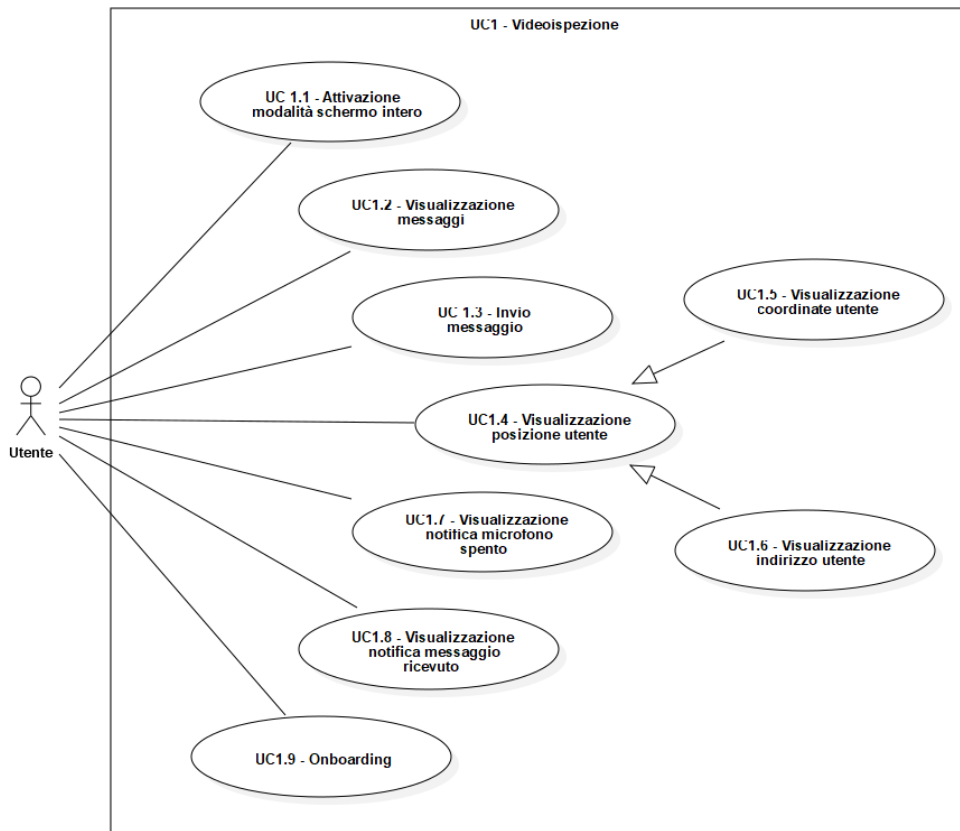 UC1 - Videoispezione
UC 1.1 - Attivazione
modalità schermo intero
UC1.2 - Visualizzazione
messaggi
UC 1.3 - Invio
messaggio
UC1.5 - Visualizzazione
coordinate utente
UC1.4 - Visualizzazione
posizione utente
Utente
UC1.7 - Visualizzazione
notifica microfono
spento
UC1.6 - Visualizzazione
indirizzo utente
UC1.8 - Visualizzazione
notifica messaggio
ricevuto
UC1.9 - Onboarding